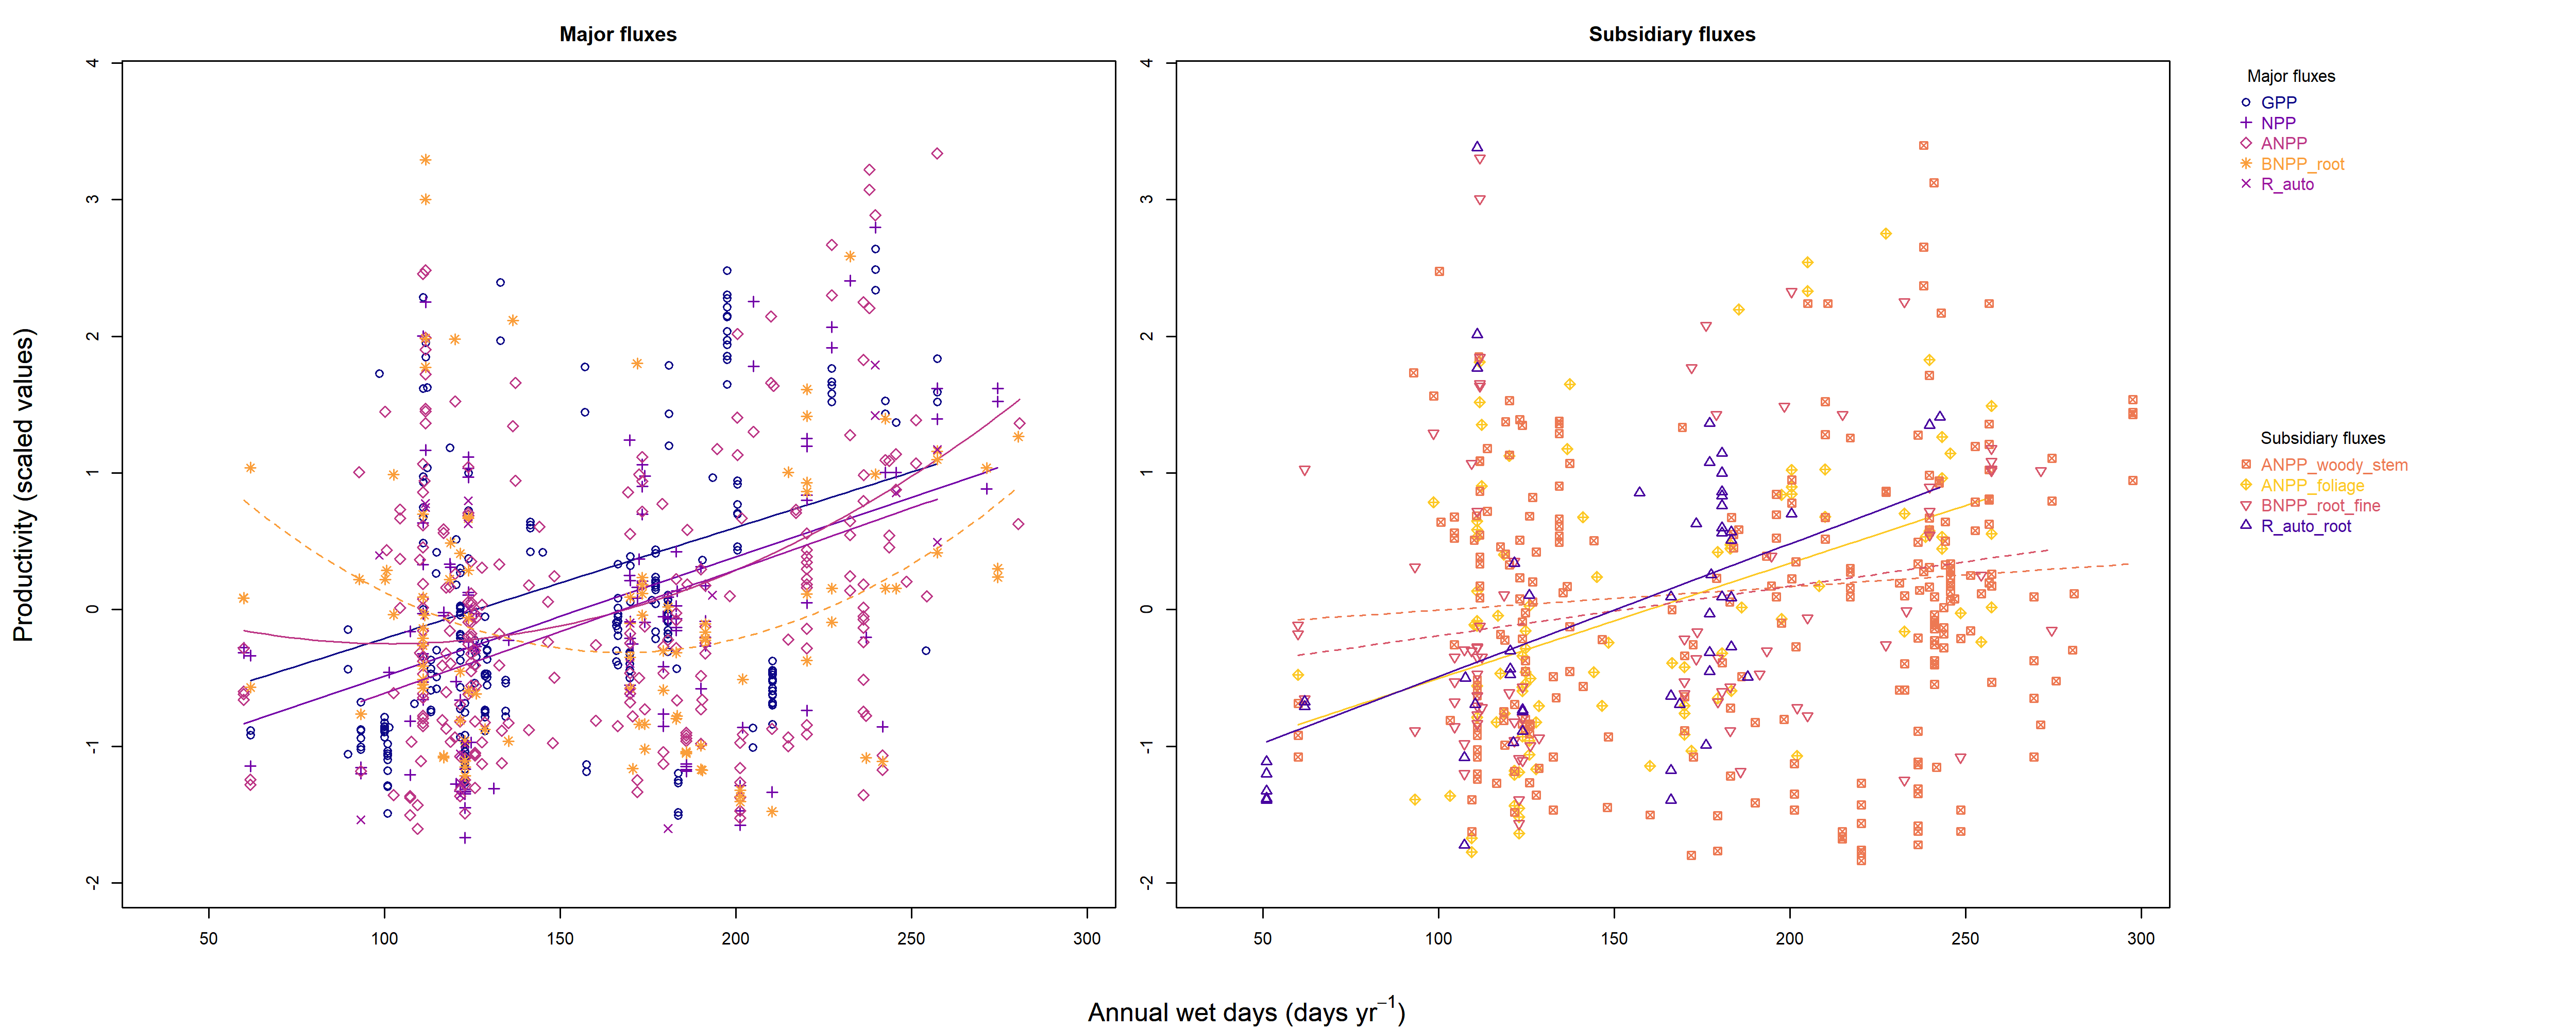 Major fluxes
Subsidiary fluxes
Productivity (scaled values)
4
3
2
1
0
-1
-2
50 100 150 200 250 300
4
3
2
1
0
-1
-2
50 100 150 200 250 300
Annual wet days (days yr−1)
Major fluxes
GPP
NPP
ANPP
BNPP_root
R_auto
Subsidiary fluxes
ANPP_woody_stem
ANPP_foliage
BNPP_root_fine
R_auto_root